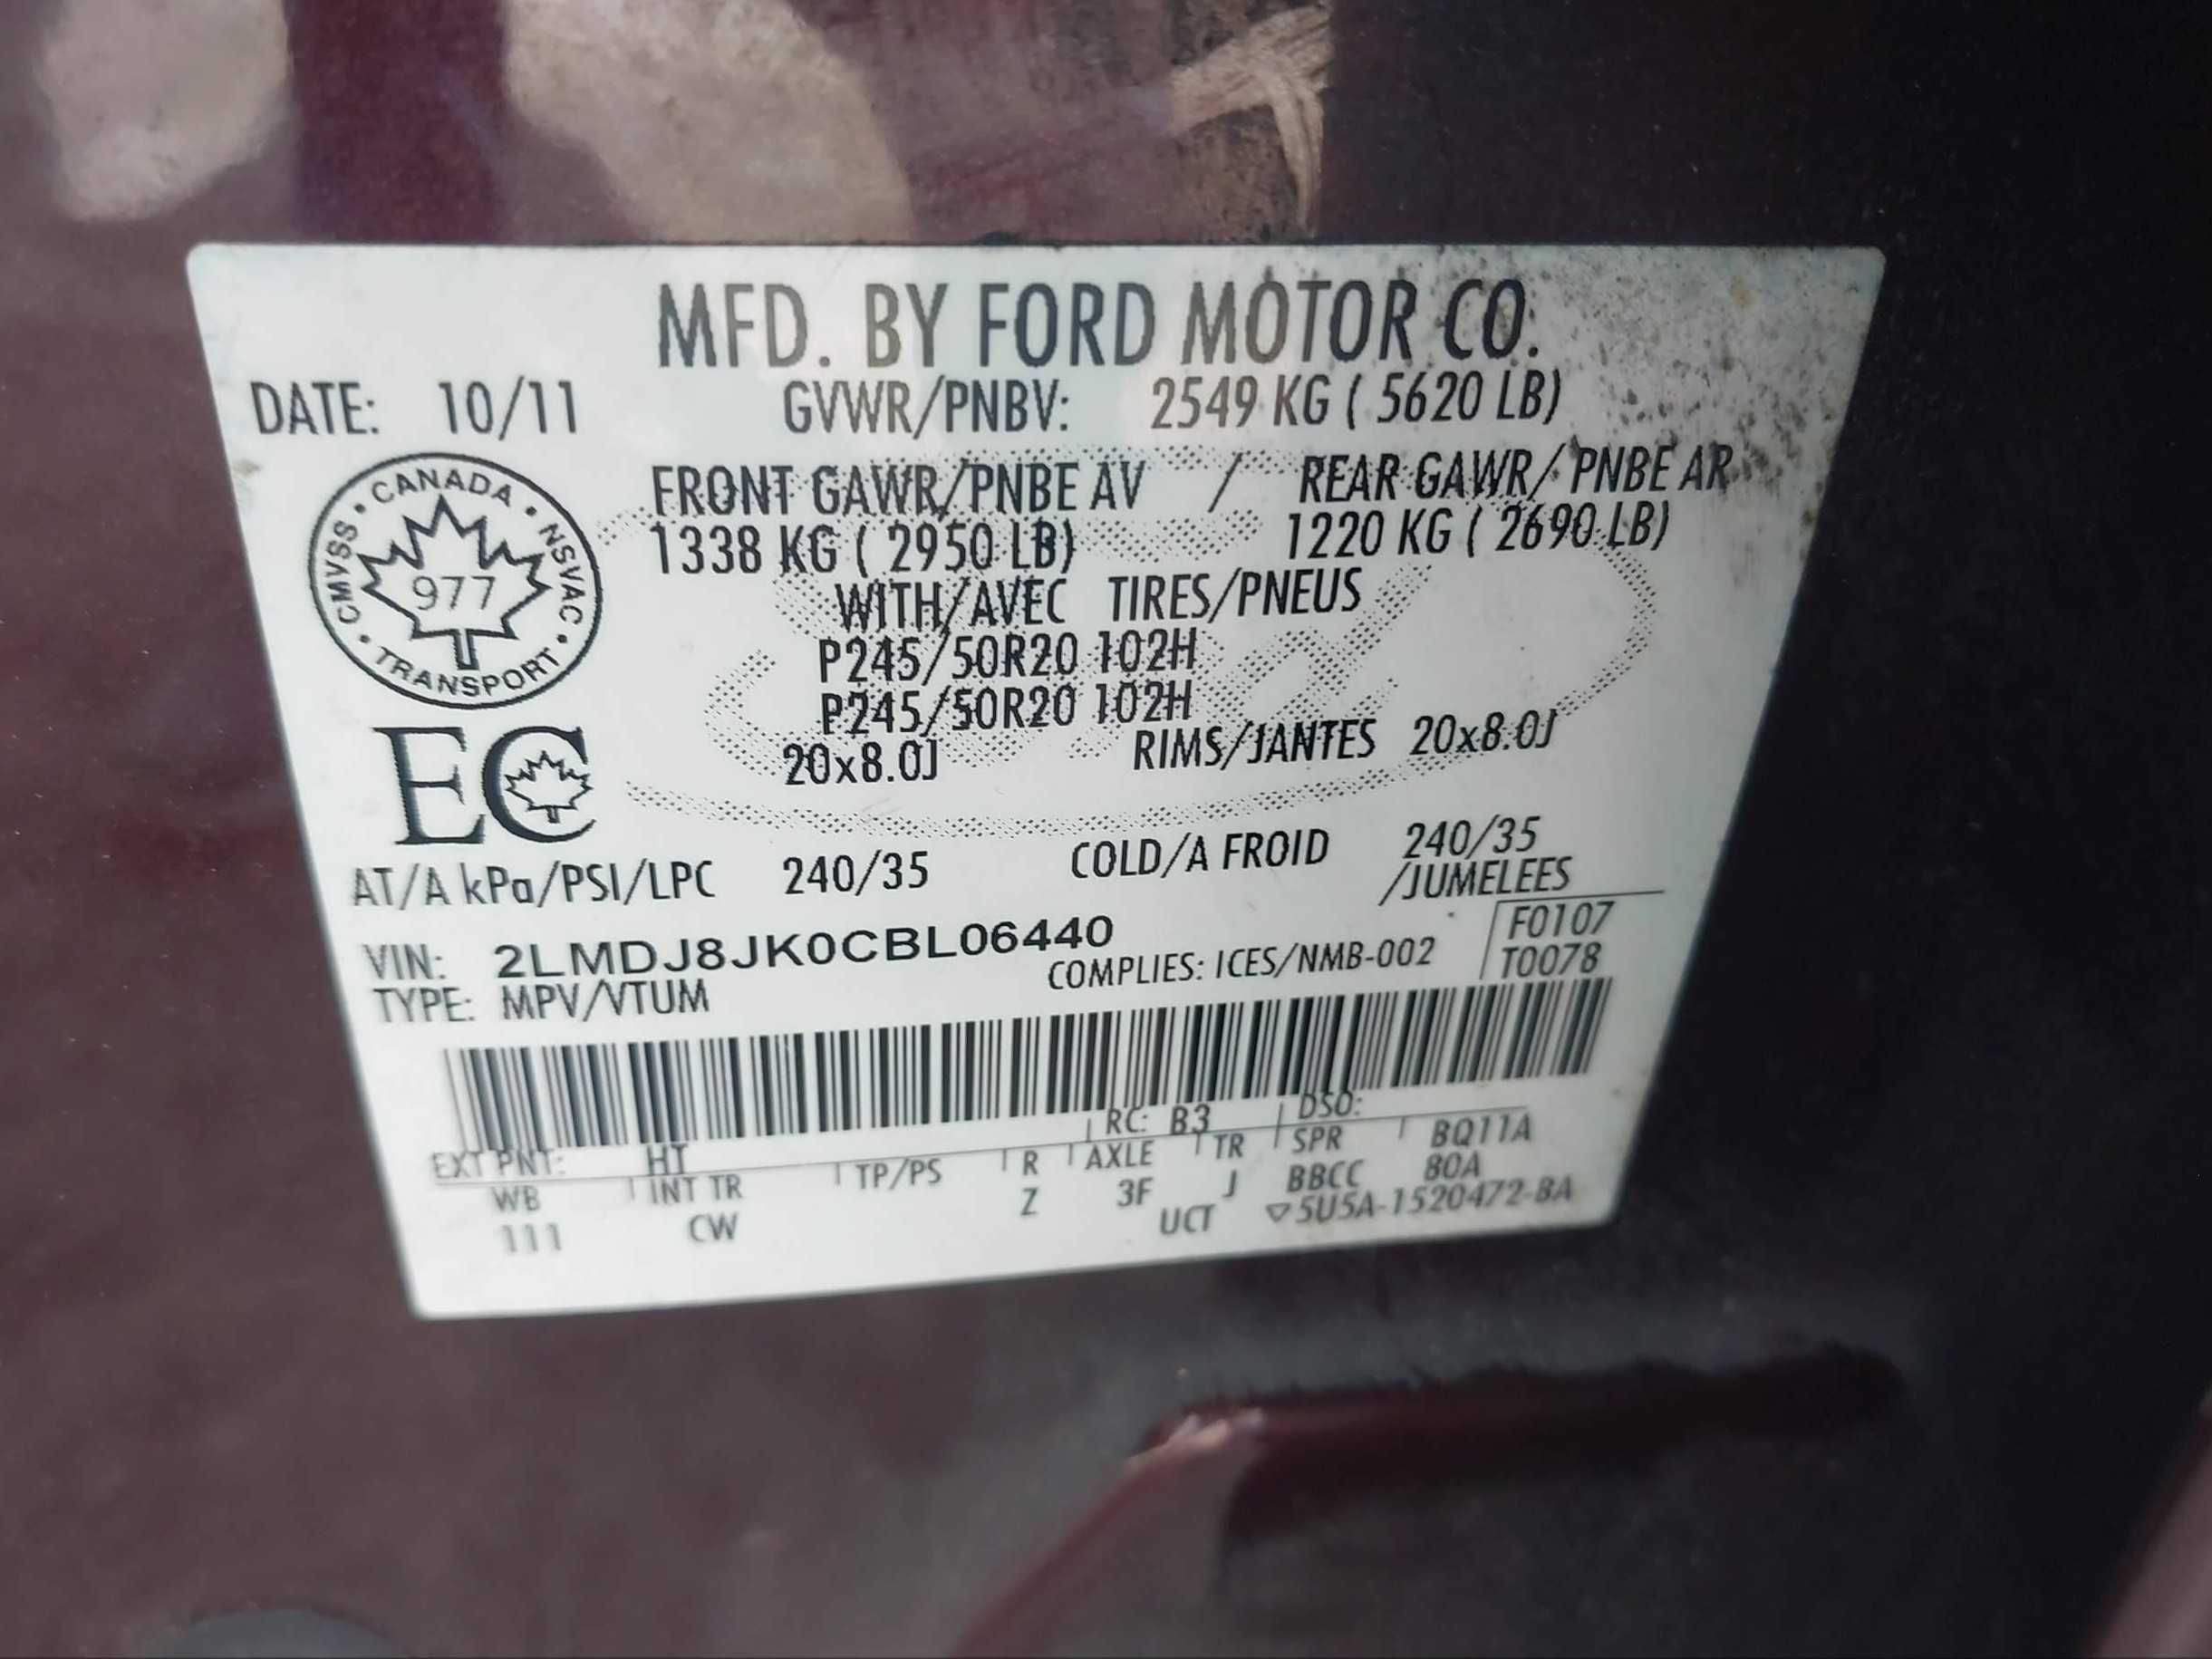 MFD. BY FORD MOTOR CO.
DATE: 10/11 GVWR/PNBV: 2549 KG ( 5620 LB)
CANADA
CMVSS • NSVAC
977
TRANSPORT
EC
FRONT GAWR/PNBE AV / REAR GAWR/PNBE AR
1338 KG ( 2950 LB) 1220 KG ( 2690 LB)
WITH/AVEC TIRES/PNEUS
P245/50R20 102H
P245/50R20 102H
20x8.0J RIMS/JANTES 20x8.0J
AT/A kPa/PSI/LPC 240/35 COLD/A FROID 240/35
/JUMELEES
VIN: 2LMDJ8JK0CBL06440 F0107
TYPE: MPV/VTUM COMPLIES: ICES/NMB-002 T0078
EXT PNT: HT RC: B3 DSO:
WB INT TR TP/PS R AXLE TR SPR BQ11A
111 CW Z 3F J BBCC 80A
UCT ▽5U5A-1520472-BA